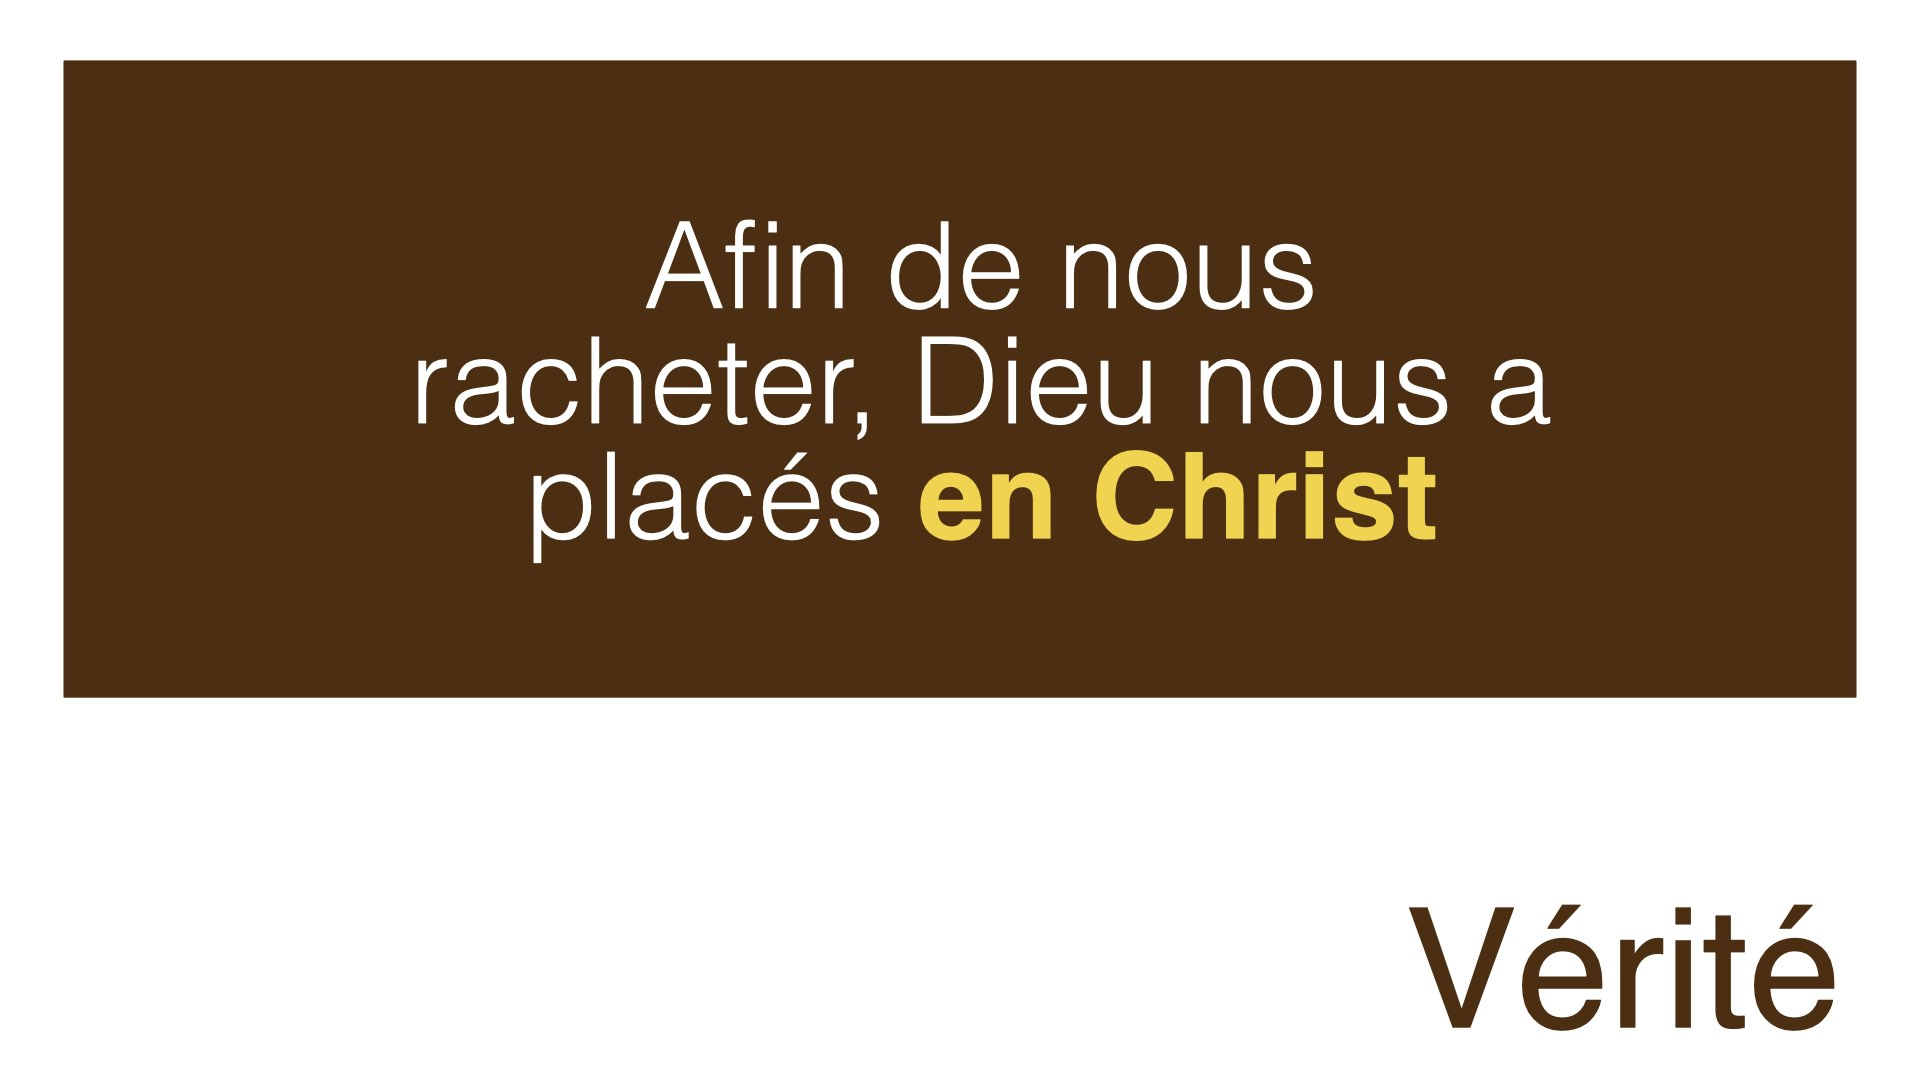 Afin de nous
racheter, Dieu nous a
placés en Christ
Vérité